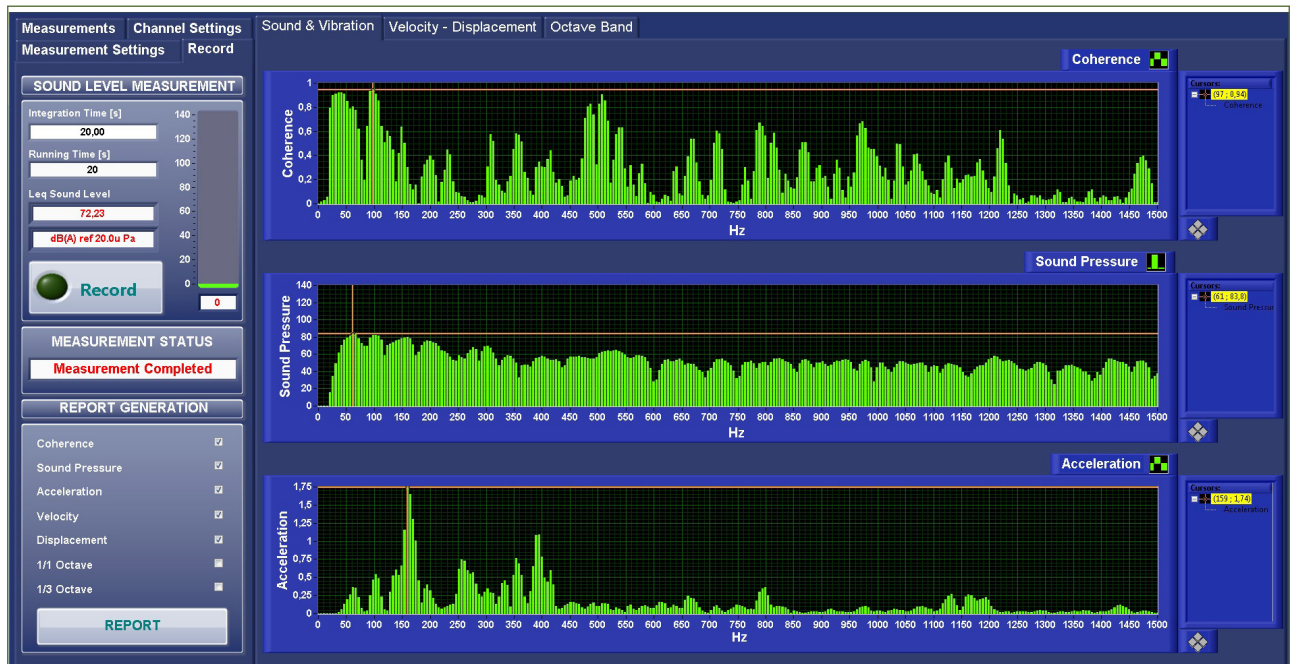 Measurements Channel Settings
Measurement Settings Record
SOUND LEVEL MEASUREMENT
Integration Time [s]
20,00
Running Time [s]
20
Leq Sound Level
72,23
dB(A) ref 20.0u Pa
140
120
100
80
60
40
20
0
0
Record
MEASUREMENT STATUS
Measurement Completed
REPORT GENERATION
Coherence
Sound Pressure
Acceleration
Velocity
Displacement
1/1 Octave
1/3 Octave
REPORT
Sound & Vibration Velocity - Displacement Octave Band
Coherence
Coherence
1
0,8
0,6
0,4
0,2
0
0 50 100 150 200 250 300 350 400 450 500 550 600 650 700 750 800 850 900 950 1000 1050 1100 1150 1200 1250 1300 1350 1400 1450 1500
Hz
Cursors:
(97 ; 0,94)
Coherence
Sound Pressure
Sound Pressure
140
120
100
80
60
40
20
0
0 50 100 150 200 250 300 350 400 450 500 550 600 650 700 750 800 850 900 950 1000 1050 1100 1150 1200 1250 1300 1350 1400 1450 1500
Hz
Cursors:
(61 ; 83,8)
Sound Pressur
Acceleration
Acceleration
1,75
1,5
1,25
1
0,75
0,5
0,25
0
0 50 100 150 200 250 300 350 400 450 500 550 600 650 700 750 800 850 900 950 1000 1050 1100 1150 1200 1250 1300 1350 1400 1450 1500
Hz
Cursors:
(159 ; 1,74)
Acceleration